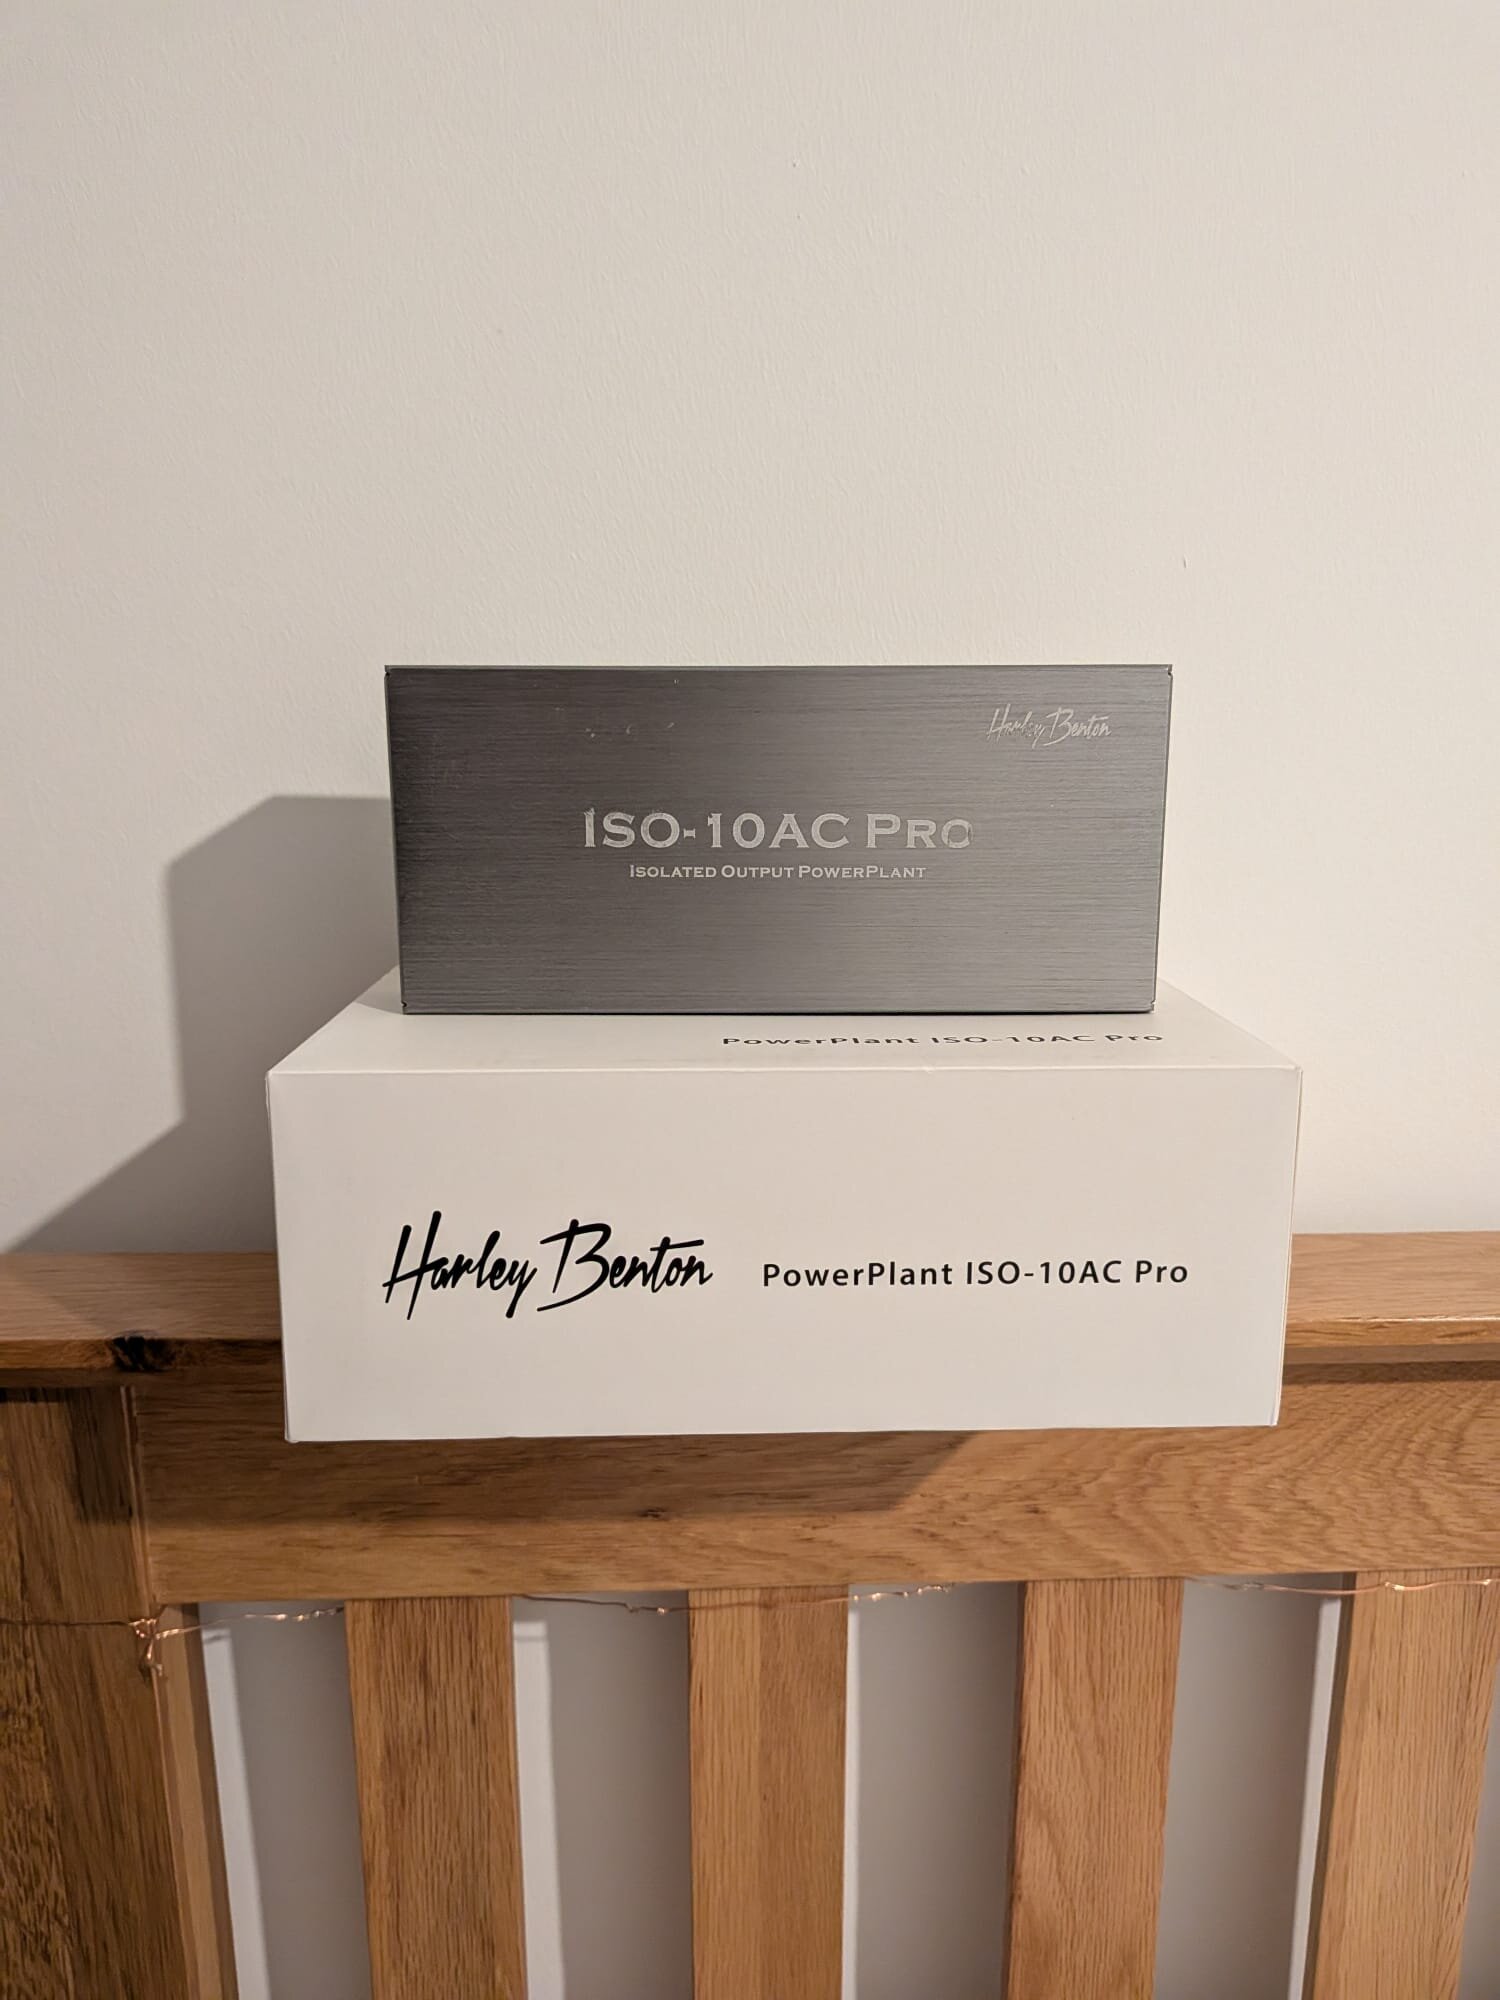 Harley Benton
ISO-10AC PRO
ISOLATED OUTPUT POWERPLANT
PowerPlant ISO-10AC Pro
Harley Benton PowerPlant ISO-10AC Pro